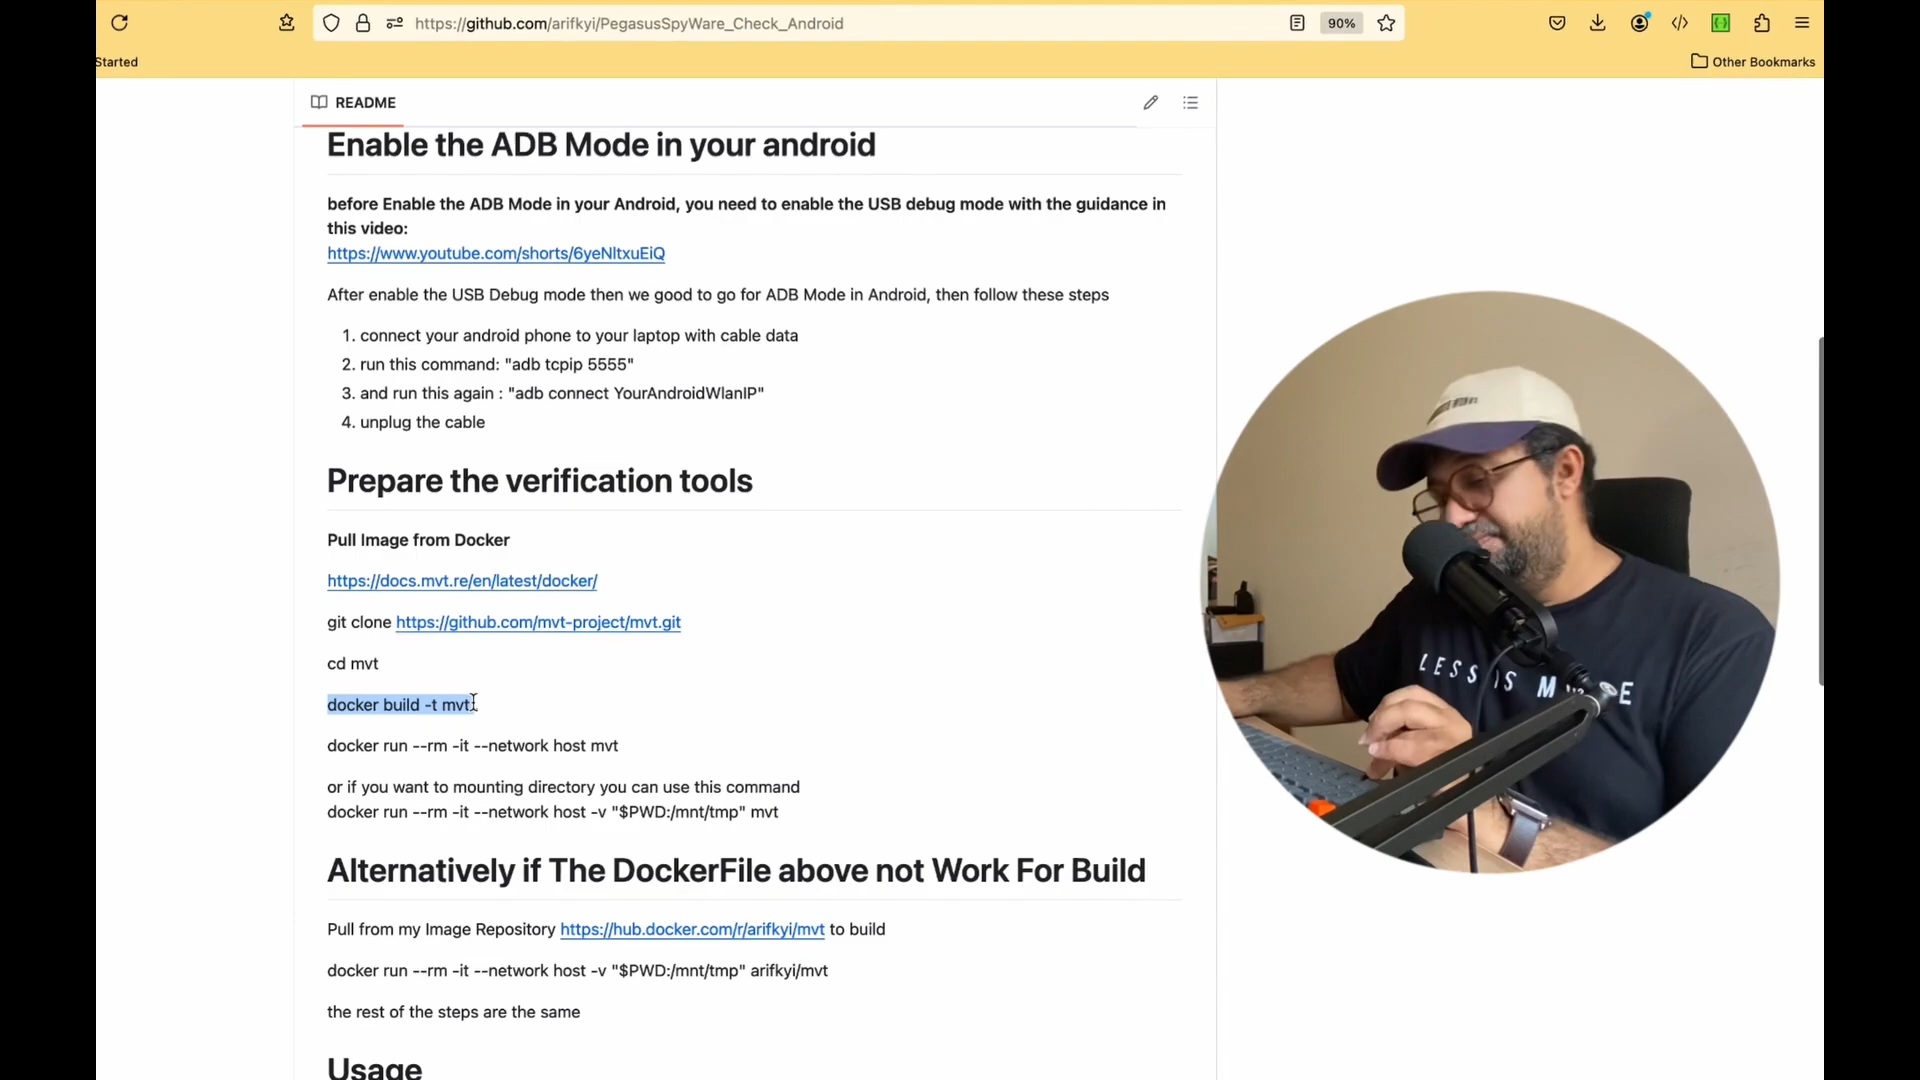 https://github.com/arifkyi/PegasusSpyWare_Check_Android
90%
Started
Other Bookmarks
README
Enable the ADB Mode in your android
before Enable the ADB Mode in your Android, you need to enable the USB debug mode with the guidance in
this video:
https://www.youtube.com/shorts/6yeNltxuEiQ
After enable the USB Debug mode then we good to go for ADB Mode in Android, then follow these steps
1. connect your android phone to your laptop with cable data
2. run this command: "adb tcpip 5555"
3. and run this again : "adb connect YourAndroidWlanIP"
4. unplug the cable
Prepare the verification tools
Pull Image from Docker
https://docs.mvt.re/en/latest/docker/
git clone https://github.com/mvt-project/mvt.git
cd mvt
docker build -t mvt
docker run --rm -it --network host mvt
or if you want to mounting directory you can use this command
docker run --rm -it --network host -v "$PWD:/mnt/tmp" mvt
Alternatively if The DockerFile above not Work For Build
Pull from my Image Repository https://hub.docker.com/r/arifkyi/mvt to build
docker run --rm -it --network host -v "$PWD:/mnt/tmp" arifkyi/mvt
the rest of the steps are the same
Usage
LESS IS